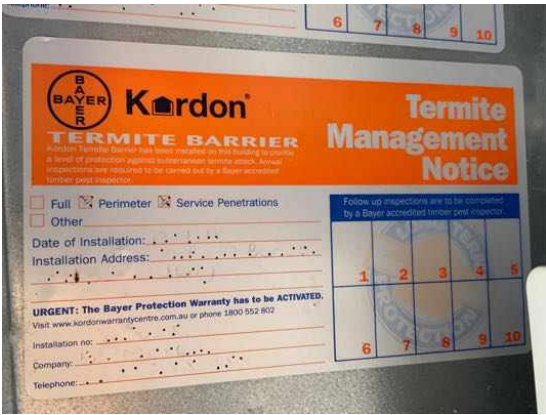 Telephone:
6 7 8 9 10
BAYER
BAYER
Kordon®
TERMITE BARRIER
Kordon Termite Barrier has been installed on this building to provide
a level of protection against subterranean termite attack. Annual
inspections are required to be carried out by a Bayer accredited
timber pest inspector.
Termite
Management
Notice
Full Perimeter Service Penetrations
Other
Date of Installation:
Installation Address:
URGENT: The Bayer Protection Warranty has to be ACTIVATED.
Visit www.kordonwarrantycentre.com.au or phone 1800 552 802
Installation no:
Company:
Telephone:
Follow up inspections are to be completed
by a Bayer accredited timber pest inspector.
1 2 3 4 5
6 7 8 9 10
PROTECTION